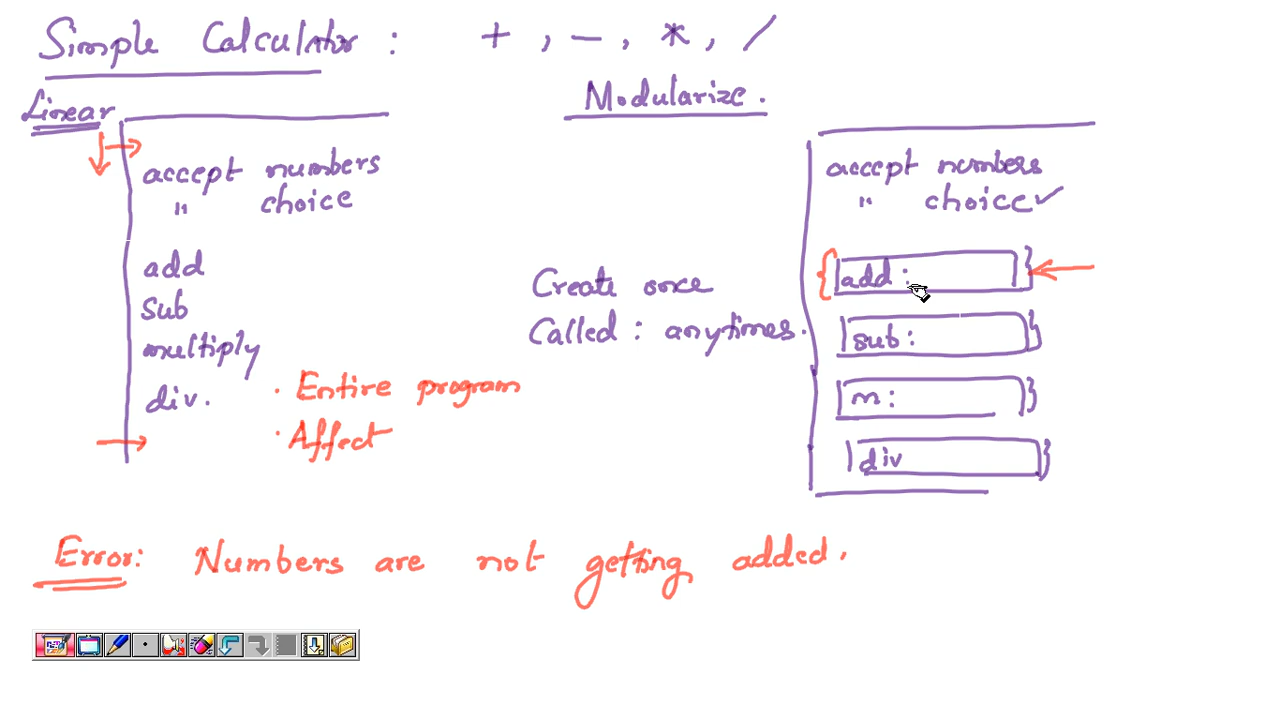 Simple Calculator : + , - , * , /
Linear
Modularize.
accept numbers
" choice
add
sub
multiply
div.
· Entire program
· Affect
Create once
Called : anytimes.
accept numbers
" choice ✓
add :
sub :
m :
div
Error: Numbers are not getting added.